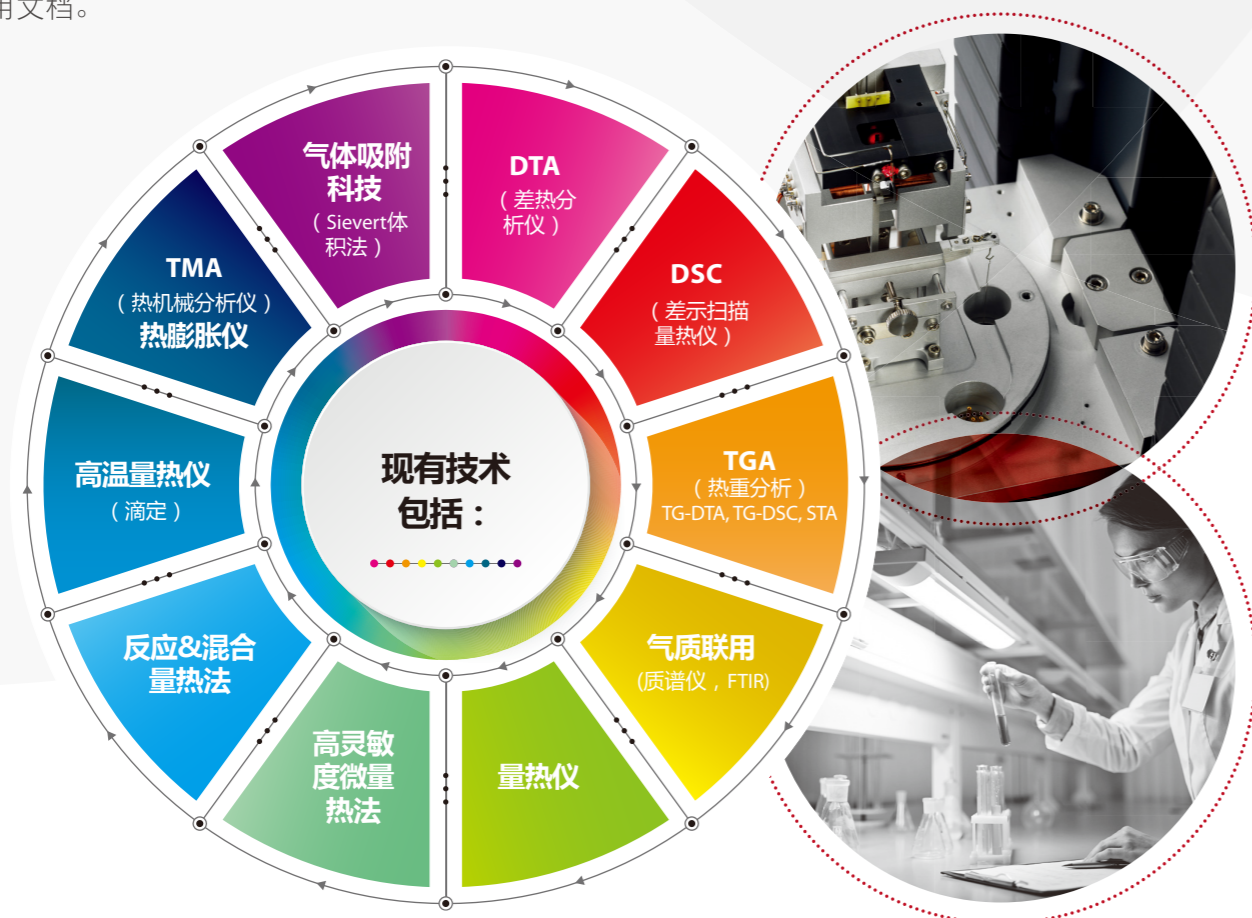 用文档。
现有技术
包括：
DTA
（差热分
析仪）
DSC
（差示扫描
量热仪）
TGA
（热重分析）
TG-DTA, TG-DSC, STA
气质联用
(质谱仪，FTIR)
量热仪
高灵敏
度微量
热法
反应&混合
量热法
高温量热仪
（滴定）
TMA
（热机械分析仪）
热膨胀仪
气体吸附
科技
（Sievert体
积法）